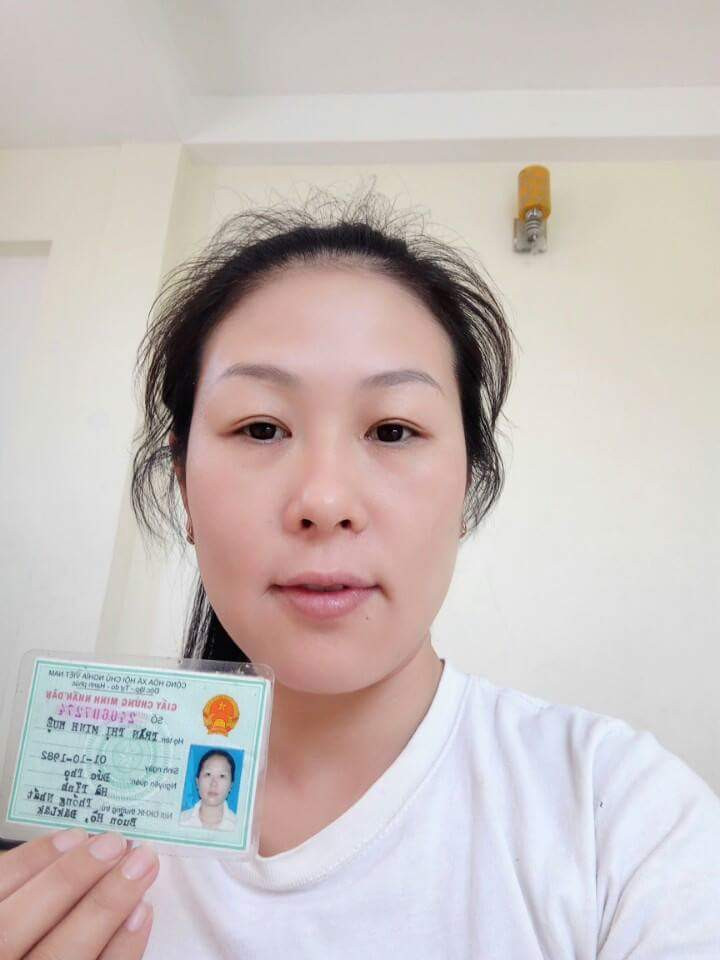 CỘNG HÒA XÃ HỘI CHỦ NGHĨA VIỆT NAM
Độc lập - Tự do - Hạnh phúc
GIẤY CHỨNG MINH NHÂN DÂN
SỐ
Họ tên TRẦN THỊ MINH HUỆ
Sinh ngày 01-10-1982
Nguyên quán Đức Thọ
Hà Tĩnh
Nơi ĐKHK thường trú Thống Nhất
Buôn Hồ, ĐăkLăk